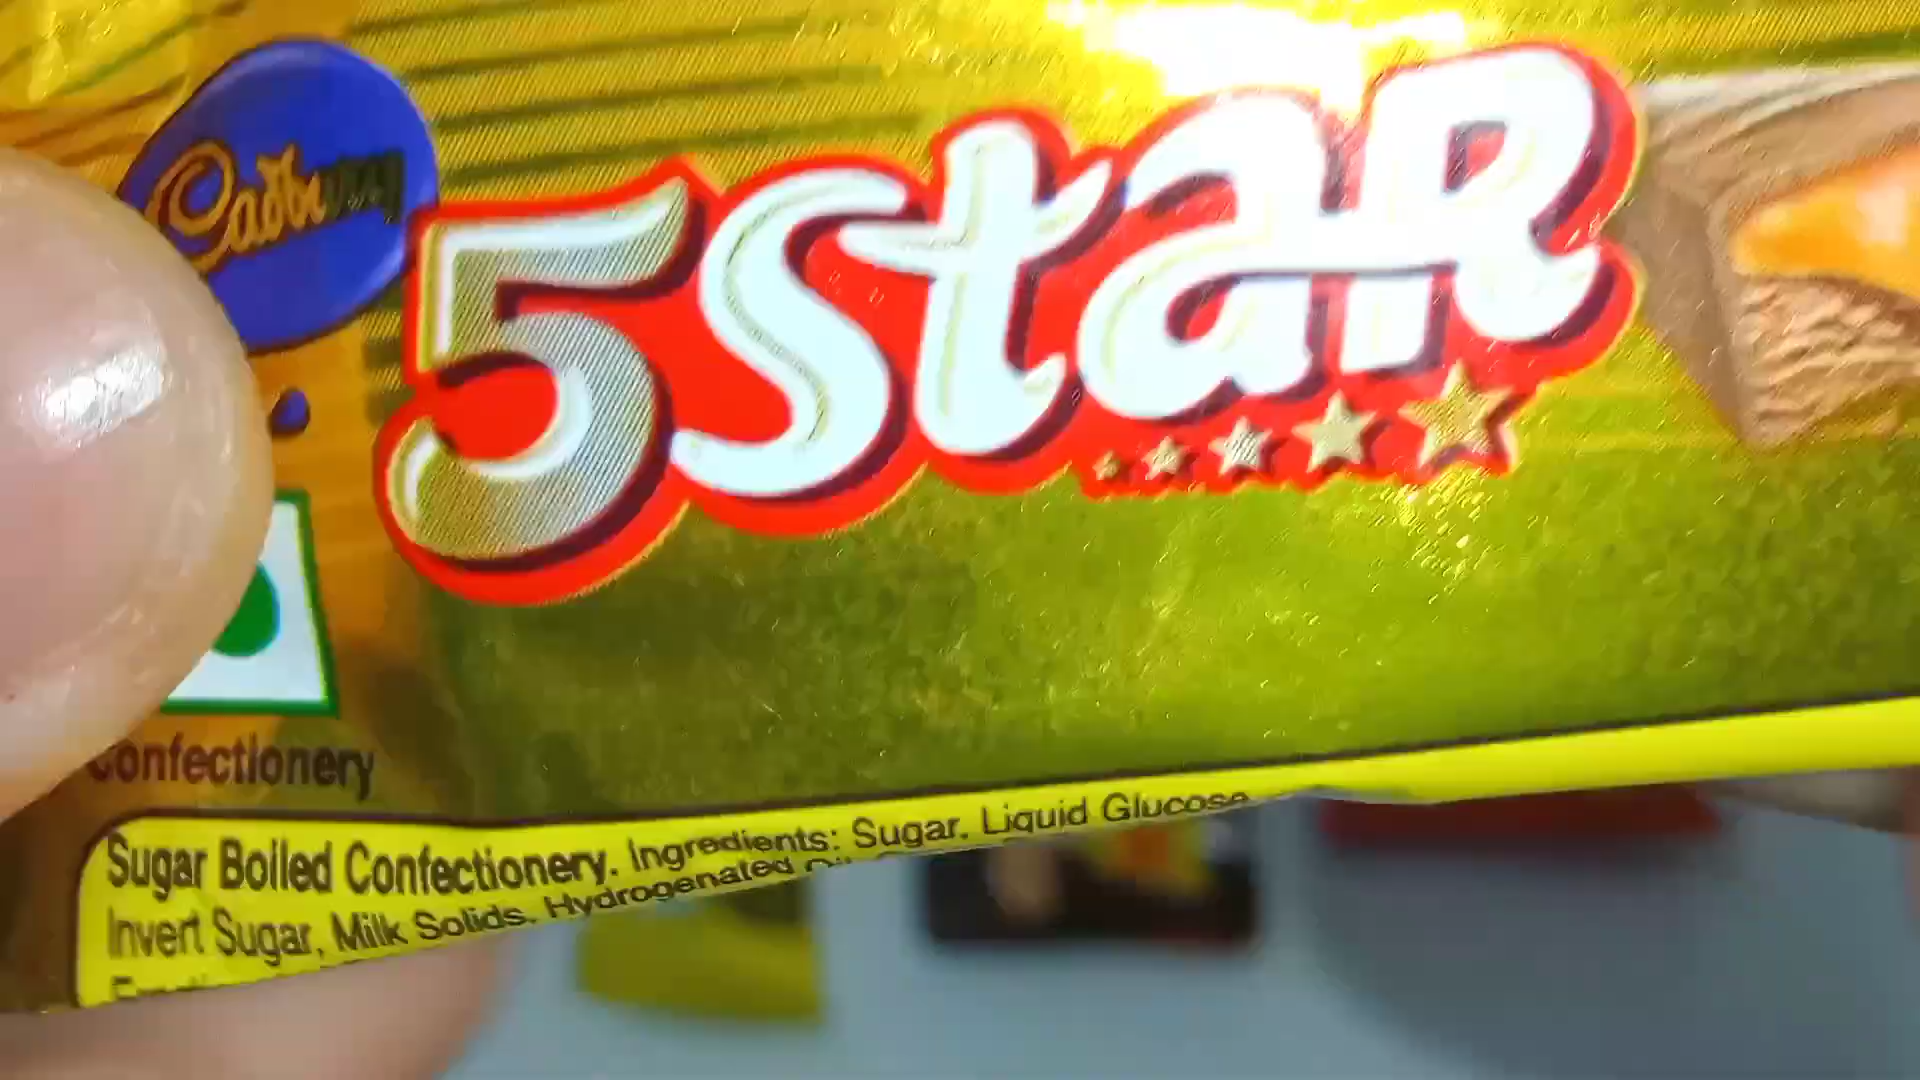 Cadbury
5Star
Confectionery
Sugar Boiled Confectionery. Ingredients: Sugar, Liquid Glucose
Invert Sugar, Milk Solids, Hydrogenated